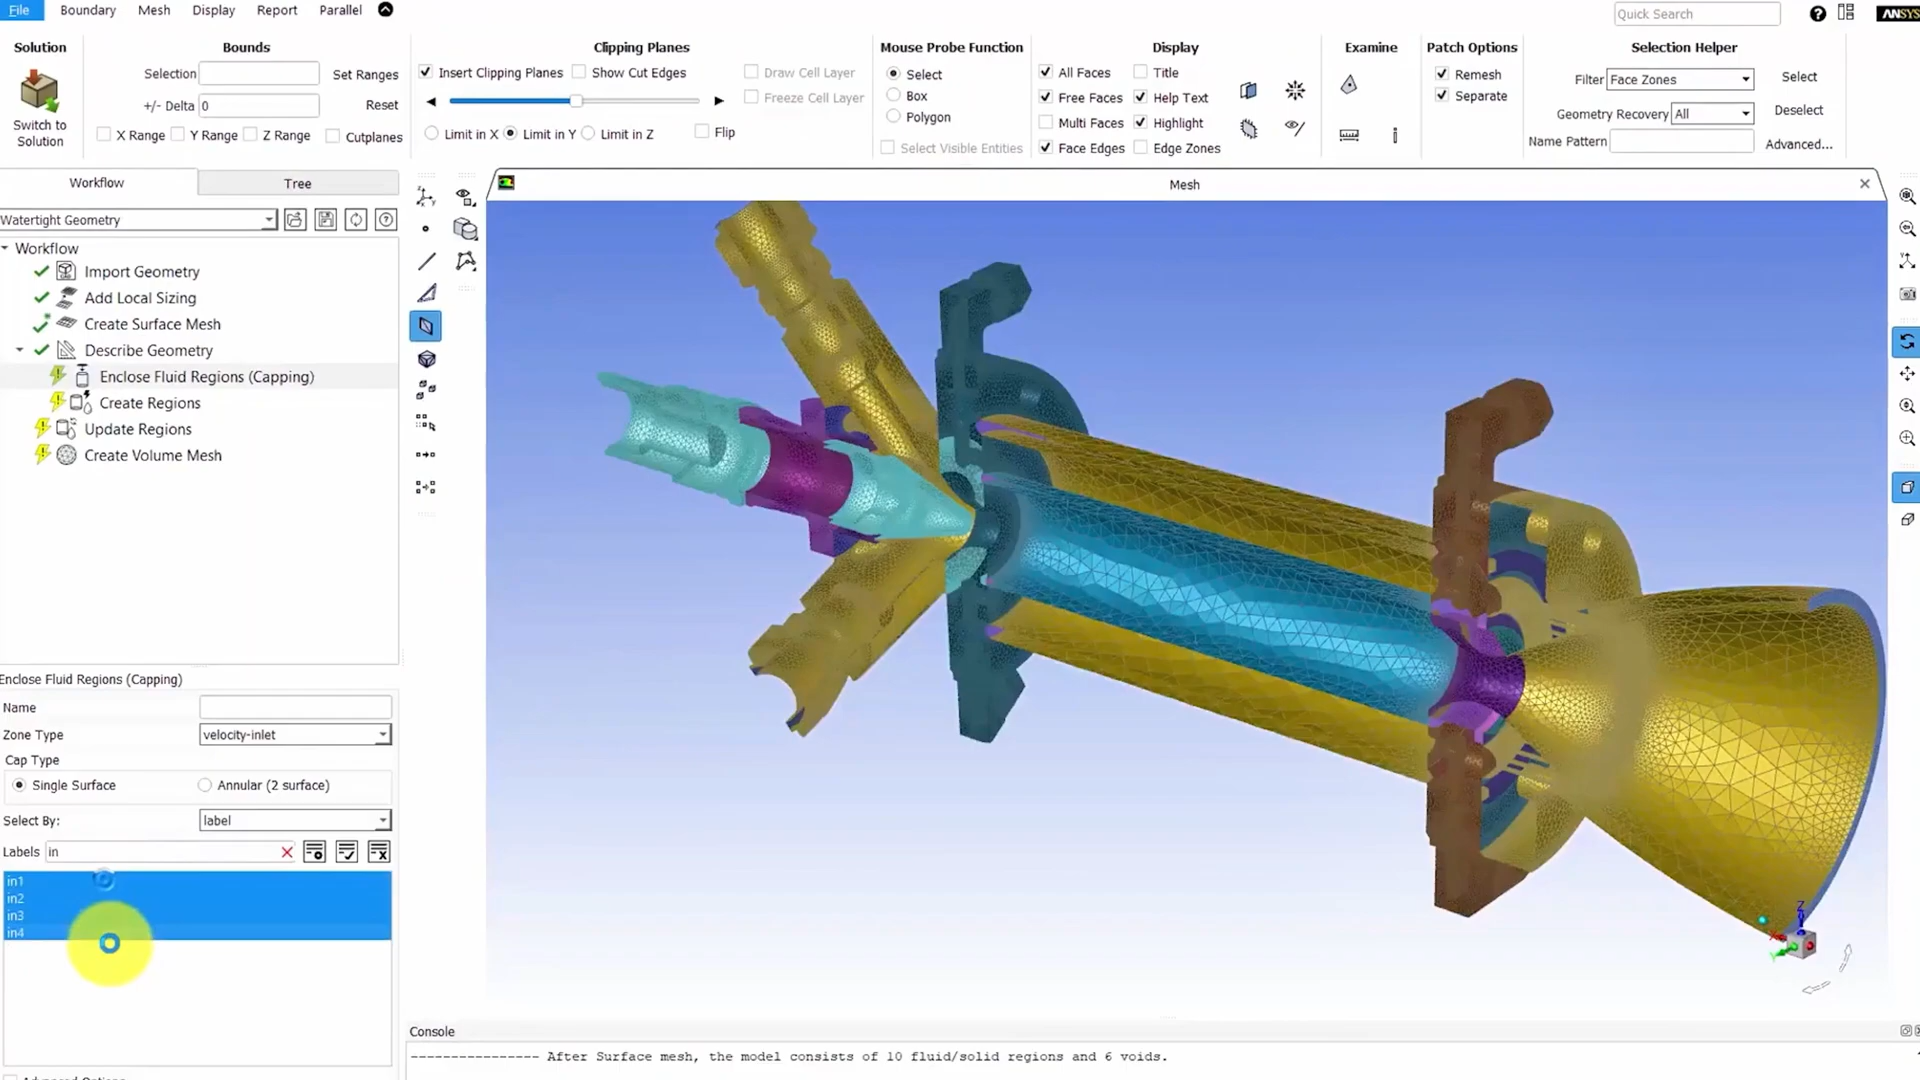 File Boundary Mesh Display Report Parallel
Quick Search
ANSYS
Solution
Switch to
Solution
Bounds
Selection
Set Ranges
+/- Delta 0
Reset
X Range Y Range Z Range Cutplanes
Clipping Planes
Insert Clipping Planes Show Cut Edges
Draw Cell Layer
Freeze Cell Layer
Limit in X Limit in Y Limit in Z
Flip
Mouse Probe Function
Select
Box
Polygon
Select Visible Entities
Display
All Faces Title
Free Faces Help Text
Multi Faces Highlight
Face Edges Edge Zones
Examine
Patch Options
Remesh
Separate
Selection Helper
Filter Face Zones Select
Geometry Recovery All Deselect
Name Pattern Advanced...
Workflow Tree
Watertight Geometry
Workflow
Import Geometry
Add Local Sizing
Create Surface Mesh
Describe Geometry
Enclose Fluid Regions (Capping)
Create Regions
Update Regions
Create Volume Mesh
Enclose Fluid Regions (Capping)
Name
Zone Type velocity-inlet
Cap Type
Single Surface Annular (2 surface)
Select By: label
Labels in
in1
in2
in3
in4
Advanced Options
Mesh
Z
Console
---------------- After Surface mesh, the model consists of 10 fluid/solid regions and 6 voids.